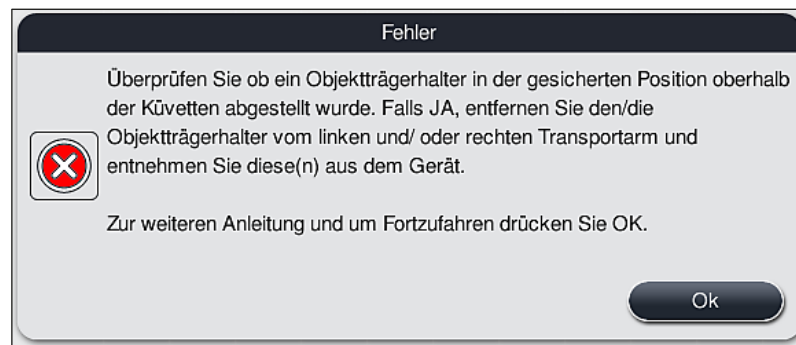 Fehler
Überprüfen Sie ob ein Objektträgerhalter in der gesicherten Position oberhalb
der Küvetten abgestellt wurde. Falls JA, entfernen Sie den/die
Objektträgerhalter vom linken und/ oder rechten Transportarm und
entnehmen Sie diese(n) aus dem Gerät.
Zur weiteren Anleitung und um Fortzufahren drücken Sie OK.
Ok